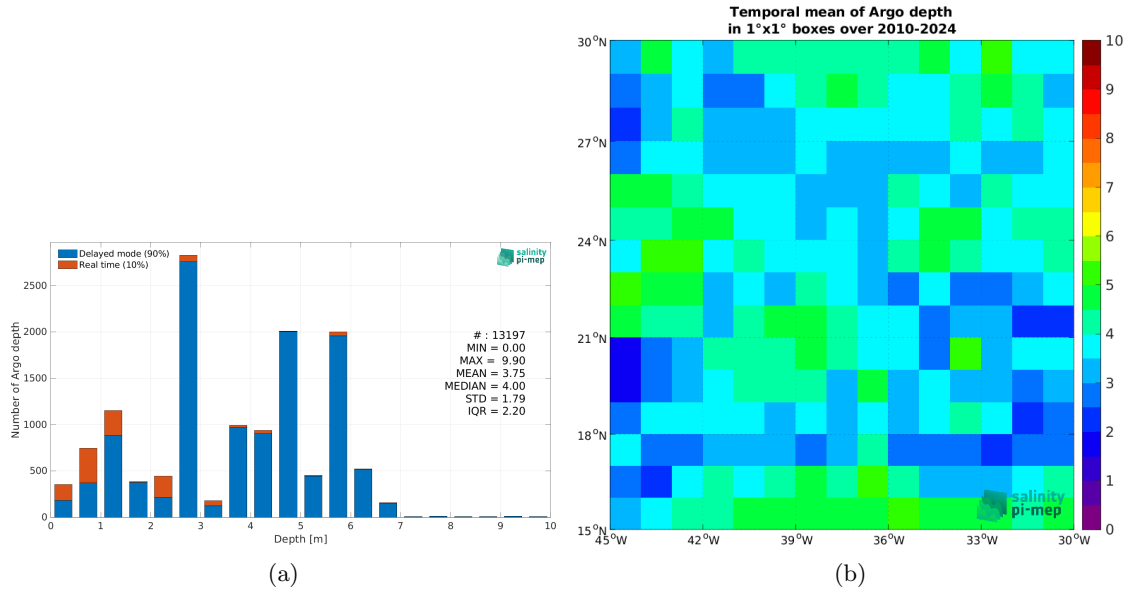 Delayed mode (90%)
Real time (10%)
salinity
pi-mep
# : 13197
MIN = 0.00
MAX = 9.90
MEAN = 3.75
MEDIAN = 4.00
STD = 1.79
IQR = 2.20
Number of Argo depth
2500
2000
1500
1000
500
0
0 1 2 3 4 5 6 7 8 9 10
Depth [m]
(a)
Temporal mean of Argo depth
in 1°x1° boxes over 2010-2024
30°N
27°N
24°N
21°N
18°N
15°N
45°W 42°W 39°W 36°W 33°W 30°W
salinity
pi-mep
10
9
8
7
6
5
4
3
2
1
0
(b)